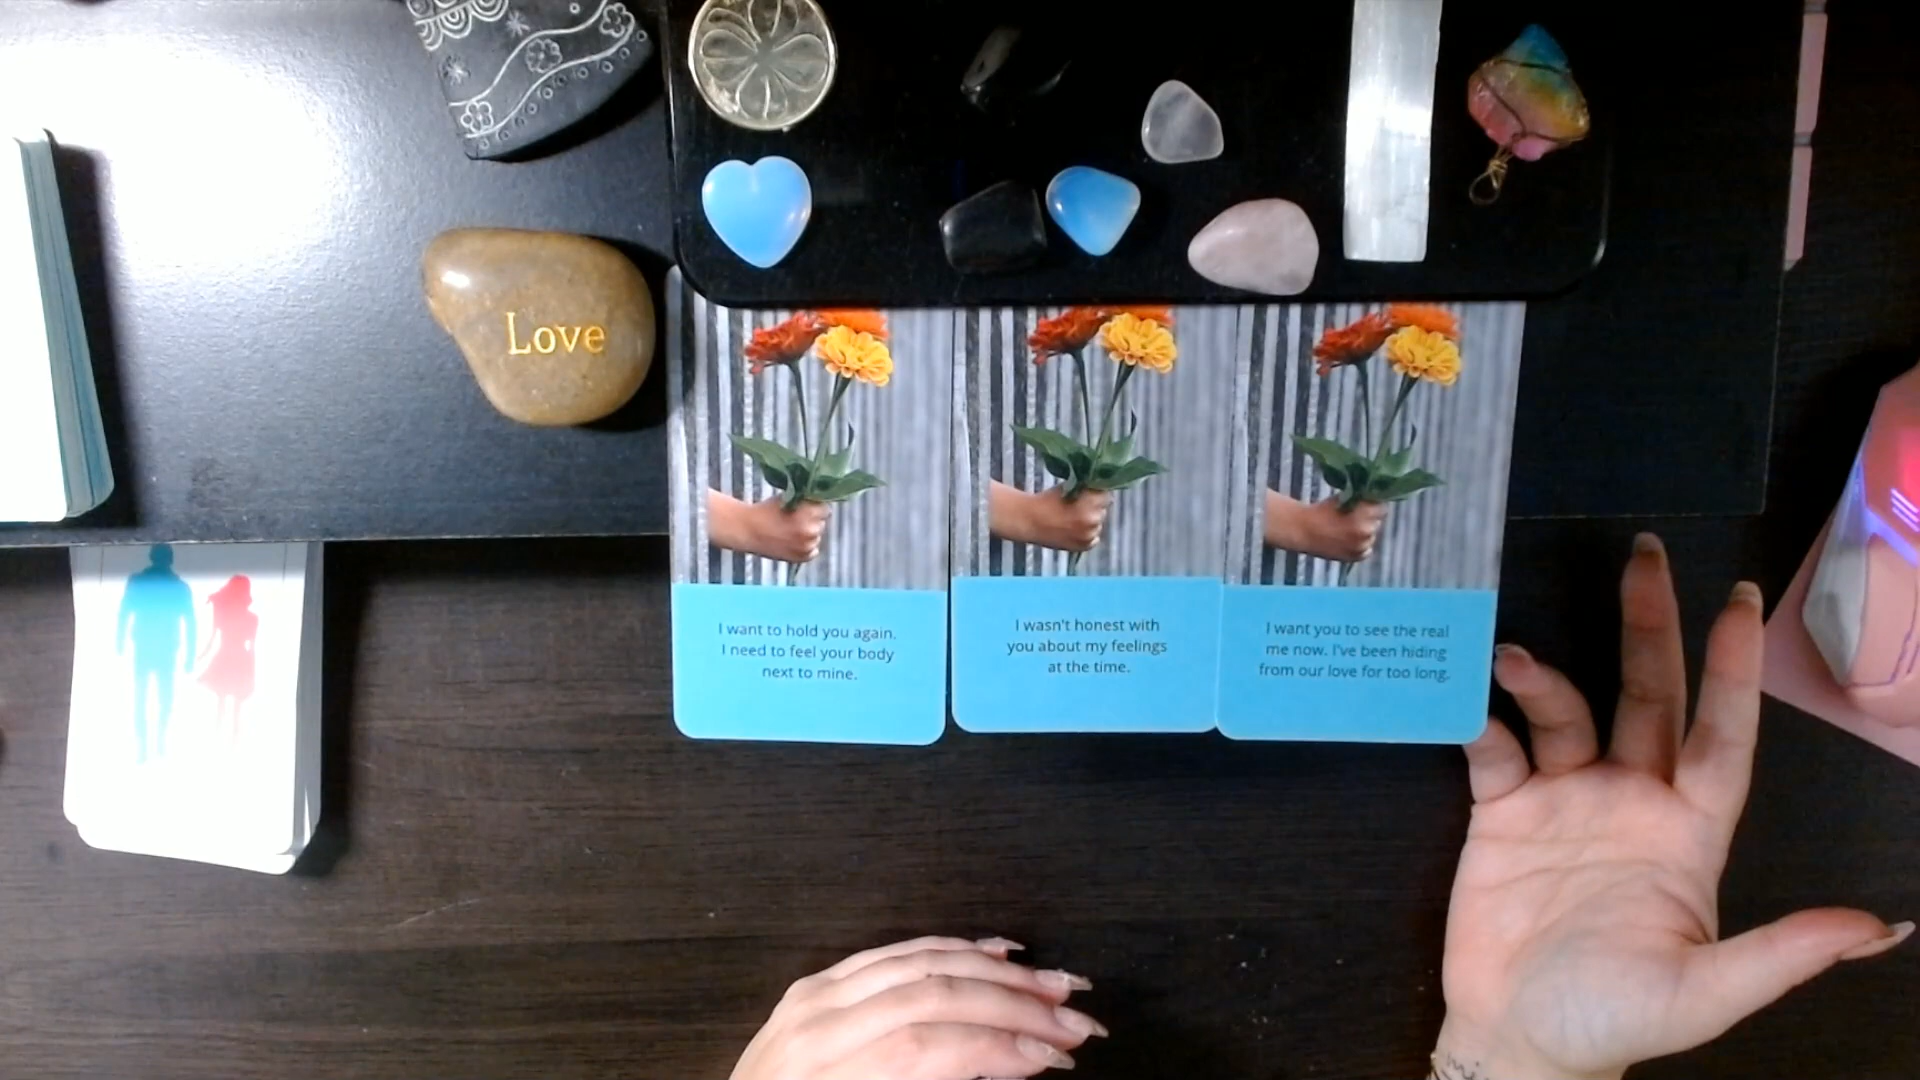 Love
I want to hold you again.
I need to feel your body
next to mine.
I wasn't honest with
you about my feelings
at the time.
I want you to see the real
me now. I've been hiding
from our love for too long.